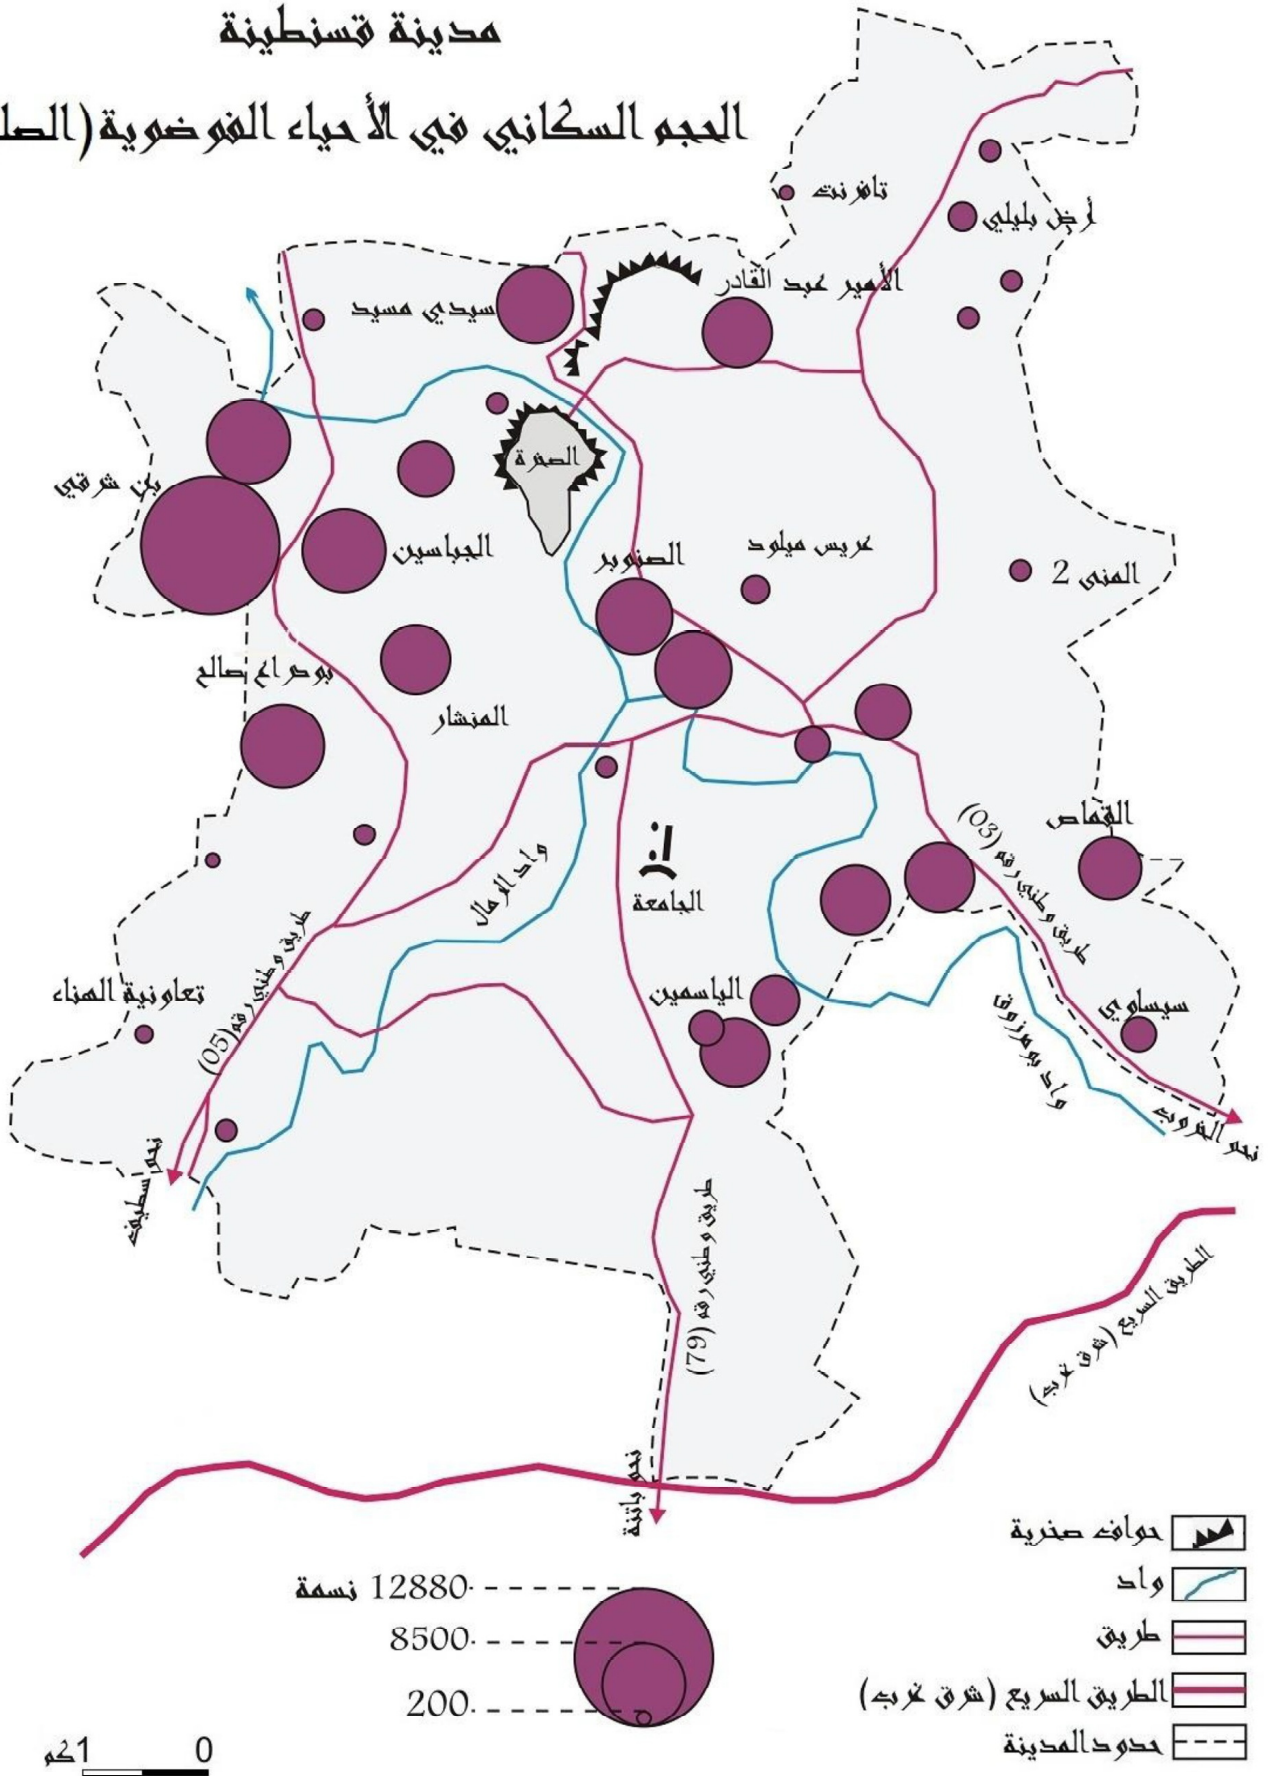 مدينة قسنطينة
الحجم السكاني في الأحياء الفوضوية (الصل
تافرنت
أرض بليلي
الأمير عبد القادر
سيدي مسيد
الصخرة
بن شرقي
الجباسين
الصنوبر
عريس ميلود
المنى 2
بودراع صالح
المنشار
القماص
طريق وطني رقم (03)
واد الرمال
الجامعة
طريق وطني رقم (05)
تعاونية الهناء
الياسمين
سيساوي
واد بومرزوق
نحو الخروب
نحو سطيف
طريق وطني رقم (79)
الطريق السريع (شرق غرب)
نحو باتنة
حواف صخرية
واد
طريق
الطريق السريع (شرق غرب)
حدود المدينة
12880 نسمة
8500
200
0 1كم